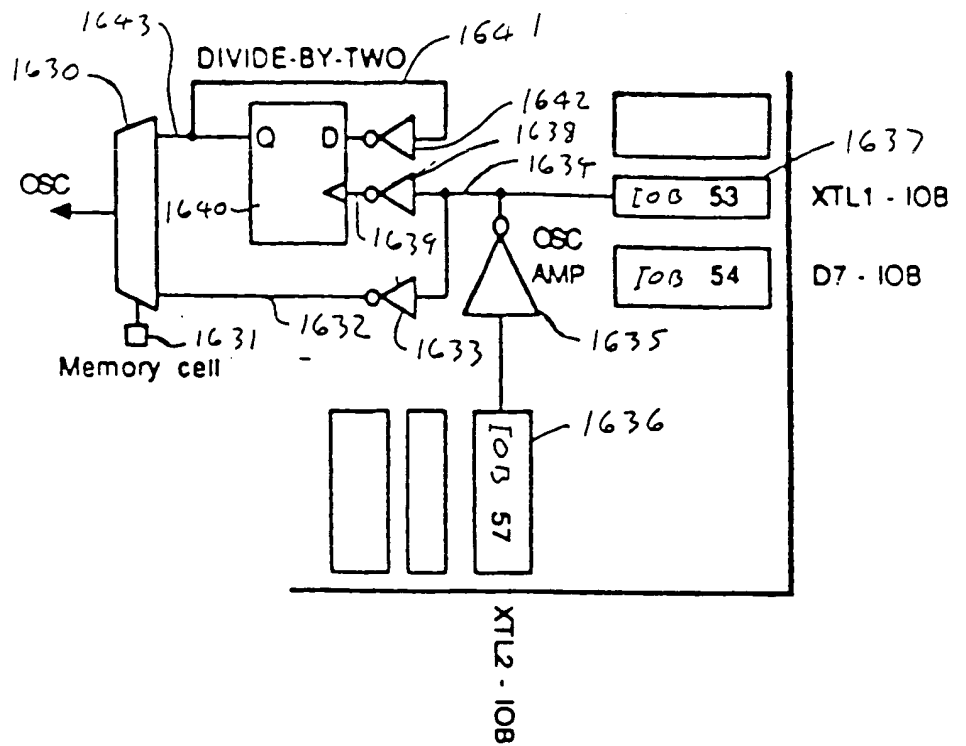 1643
1641
1630
DIVIDE-BY-TWO
1642
1638
1634
1637
Q D
OSC
IOB 53
XTL1 - IOB
1640
1639
OSC
AMP
IOB 54
D7 - IOB
1632
1633
1635
1631
Memory cell
1636
IOB 57
XTL2 - IOB